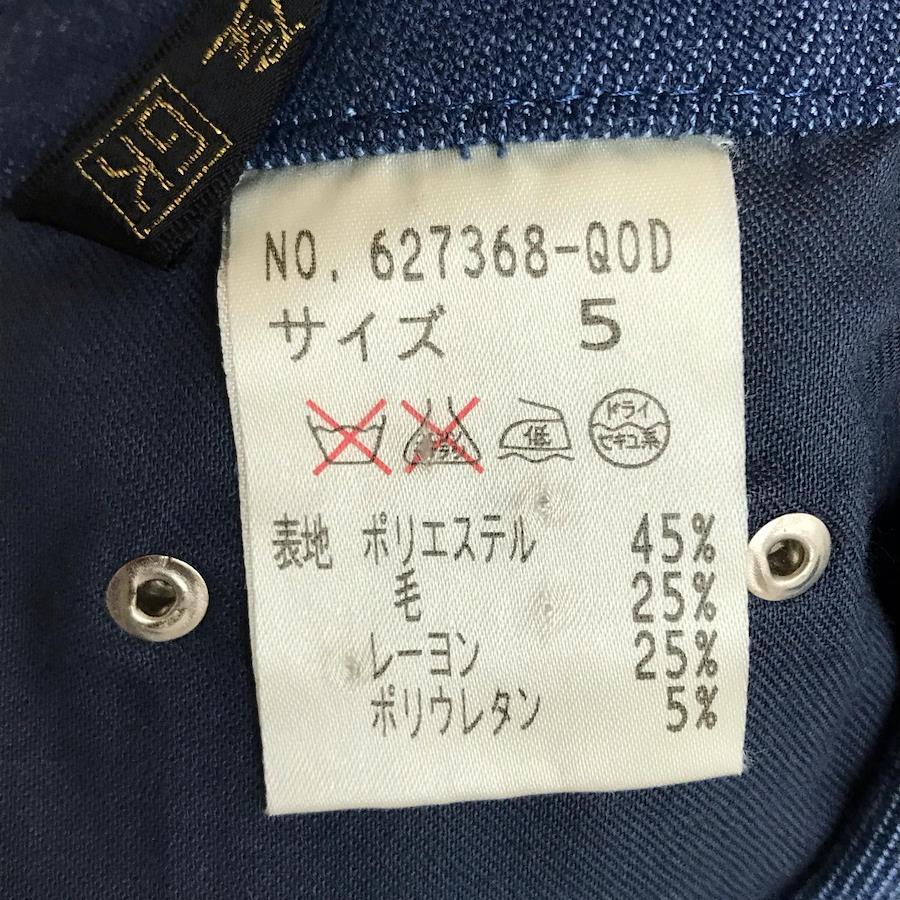 DK
NO. 627368-QOD
サイズ 5
低
ドライ
セキユ系
表地 ポリエステル 45%
毛 25%
レーヨン 25%
ポリウレタン 5%